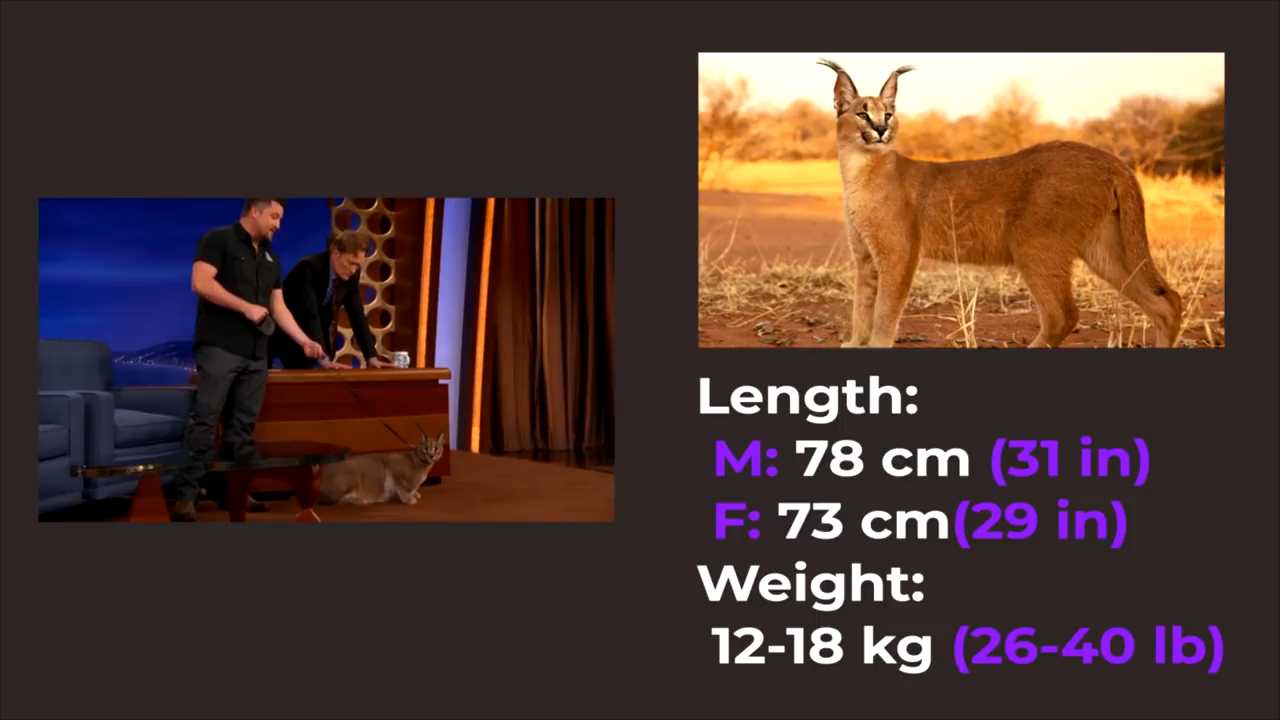 Length:
M: 78 cm (31 in)
F: 73 cm(29 in)
Weight:
12-18 kg (26-40 lb)